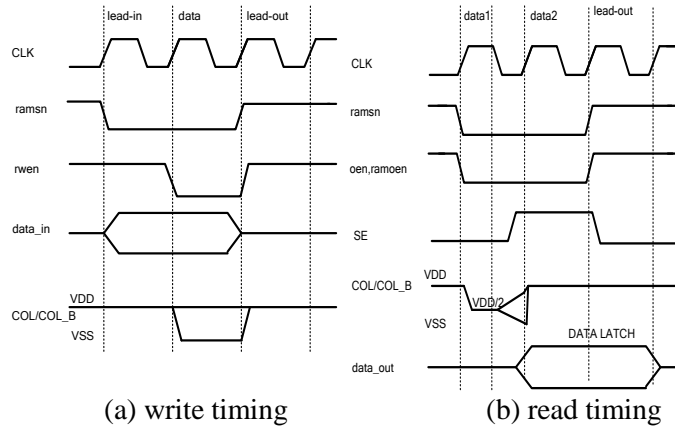 lead-in data lead-out
CLK
ramsn
rwen
data_in
VDD
COL/COL_B
VSS
(a) write timing
data1 data2 lead-out
CLK
ramsn
oen,ramoen
SE
COL/COL_B VDD
VDD/2
VSS
DATA LATCH
data_out
(b) read timing